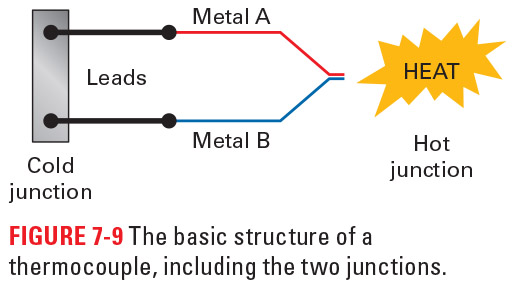 Metal A
Leads
HEAT
Metal B
Cold
junction
Hot
junction
FIGURE 7-9 The basic structure of a
thermocouple, including the two junctions.